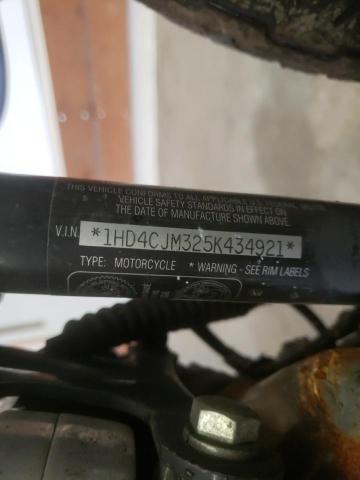 THIS VEHICLE CONFORMS TO ALL APPLICABLE U.S. FEDERAL MOTOR
VEHICLE SAFETY STANDARDS IN EFFECT ON
THE DATE OF MANUFACTURE SHOWN ABOVE.
V.I.N. *1HD4CJM325K434921*
TYPE: MOTORCYCLE * WARNING - SEE RIM LABELS